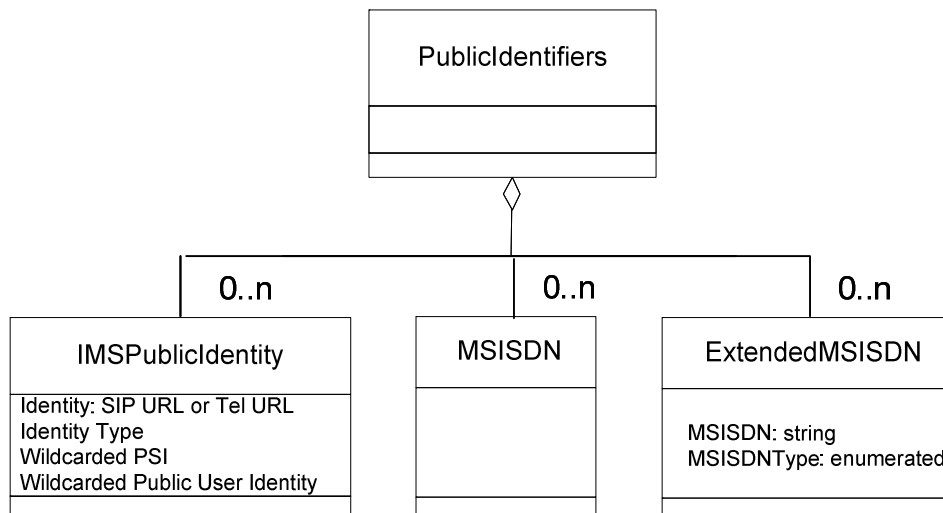 PublicIdentifiers
0..n
0..n
0..n
IMSPublicIdentity
MSISDN
ExtendedMSISDN
Identity: SIP URL or Tel URL
Identity Type
Wildcarded PSI
Wildcarded Public User Identity
MSISDN: string
MSISDNType: enumerated